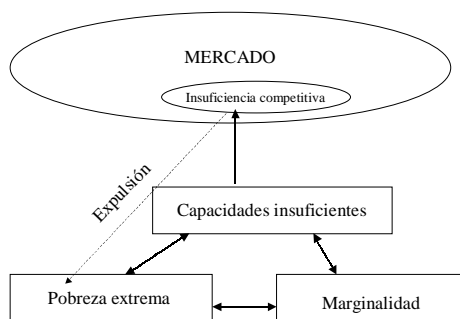 MERCADO
Insuficiencia competitiva
Expulsión
Capacidades insuficientes
Pobreza extrema
Marginalidad